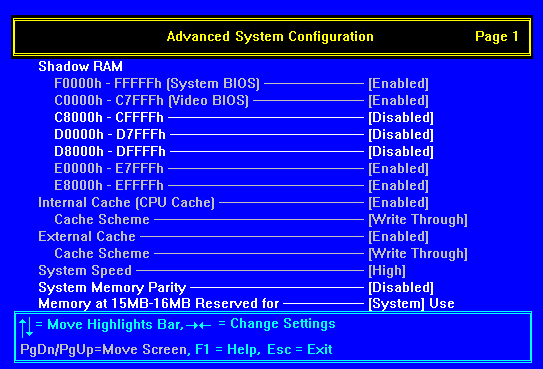 Advanced System Configuration Page 1
Shadow RAM
F0000h - FFFFFh (System BIOS) [Enabled]
C0000h - C7FFFh (Video BIOS) [Enabled]
C8000h - CFFFFh [Disabled]
D0000h - D7FFFh [Disabled]
D8000h - DFFFFh [Disabled]
E0000h - E7FFFh [Enabled]
E8000h - EFFFFh [Enabled]
Internal Cache (CPU Cache) [Enabled]
Cache Scheme [Write Through]
External Cache [Enabled]
Cache Scheme [Write Through]
System Speed [High]
System Memory Parity [Disabled]
Memory at 15MB-16MB Reserved for [System] Use
↑↓ = Move Highlights Bar, →← = Change Settings
PgDn/PgUp=Move Screen, F1 = Help, Esc = Exit